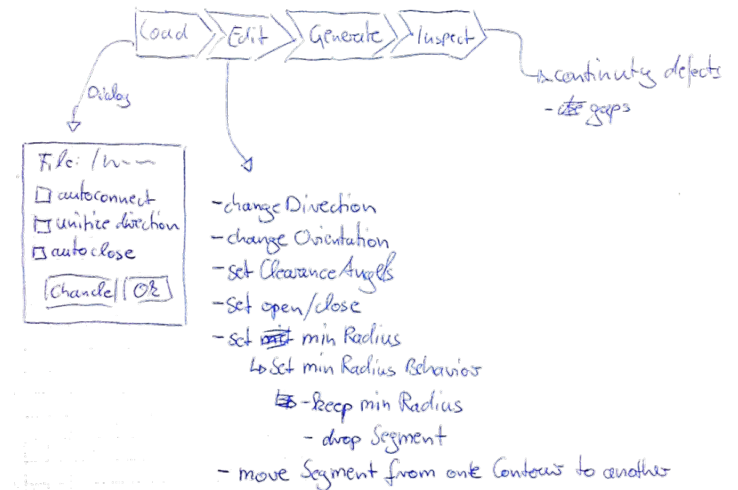 Load Edit Generate Inspect
Dialog
continuity defects
- gaps
File: /
autoconnect
unitize direction
autoclose
Chancle Ok
- change Direction
- change Orientation
- set Clearance Angels
- set open/close
- set min Radius
↳ Set min Radius Behavior
- keep min Radius
- drop Segment
- move Segment from one Contour to another